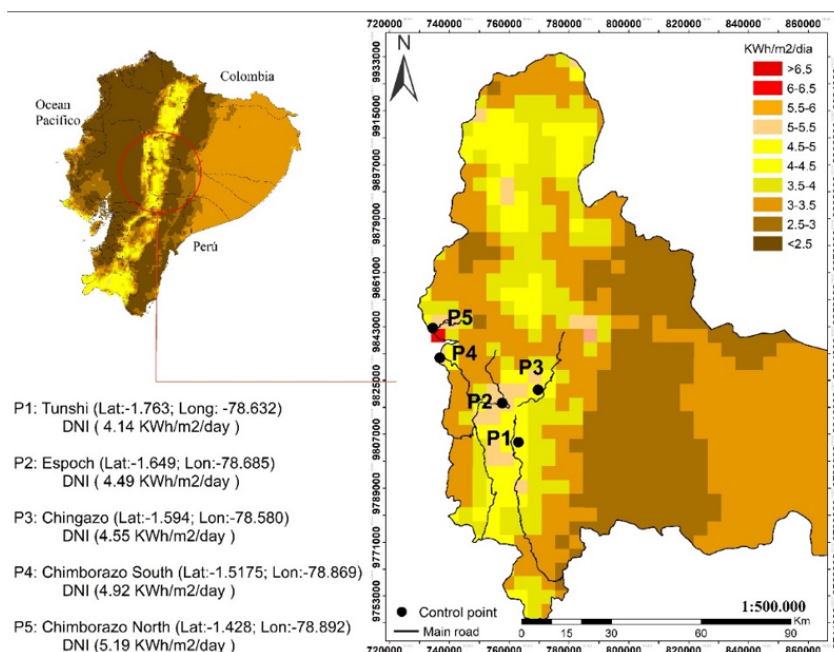 Colombia
Ocean
Pacífico
Perú
P1: Tunshi (Lat:-1.763; Long: -78.632)
DNI ( 4.14 KWh/m2/day )
P2: Espoch (Lat:-1.649; Lon:-78.685)
DNI ( 4.49 KWh/m2/day )
P3: Chingazo (Lat:-1.594; Lon:-78.580)
DNI (4.55 KWh/m2/day )
P4: Chimborazo South (Lat:-1.5175; Lon:-78.869)
DNI (4.92 KWh/m2/day )
P5: Chimborazo North (Lat:-1.428; Lon:-78.892)
DNI (5.19 KWh/m2/day )
720000 740000 760000 780000 800000 820000 840000 860000
N
KWh/m2/dia
>6.5
6-6.5
5.5-6
5-5.5
4.5-5
4-4.5
3.5-4
3-3.5
2.5-3
<2.5
9933000
9915000
9897000
9879000
9861000
9843000
9825000
9807000
9789000
9771000
9753000
P5
P4
P3
P2
P1
Control point
Main road
1:500.000
0 15 30 60 90
Km
720000 740000 760000 780000 800000 820000 840000 860000